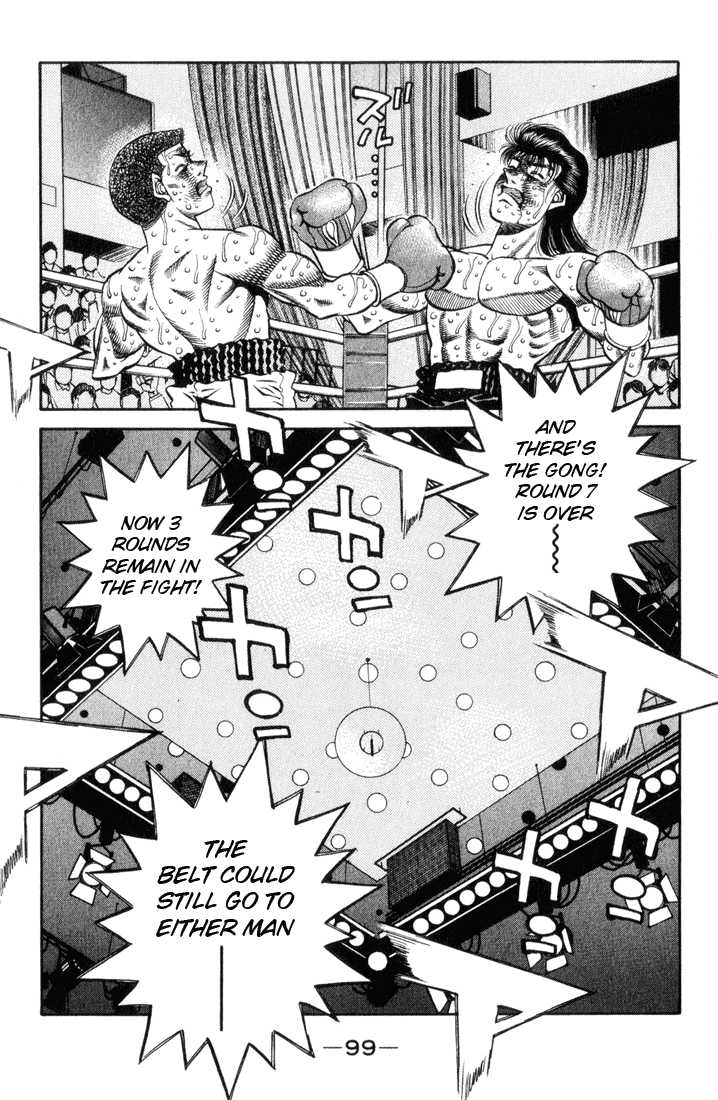 ズル
AND
THERE'S
THE GONG!
ROUND 7
IS OVER
NOW 3
ROUNDS
REMAIN IN
THE FIGHT!
THE
BELT COULD
STILL GO TO
EITHER MAN
—99—